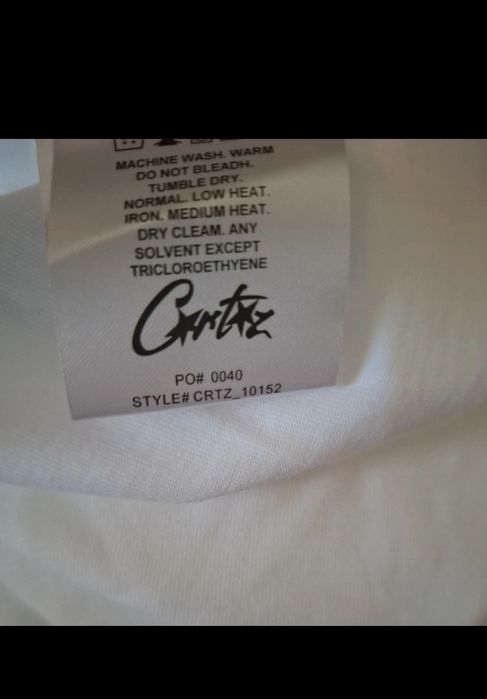 MACHINE WASH. WARM
DO NOT BLEADH.
TUMBLE DRY.
NORMAL. LOW HEAT.
IRON. MEDIUM HEAT.
DRY CLEAM. ANY
SOLVENT EXCEPT
TRICLOROETHYENE
Crtz
PO# 0040
STYLE# CRTZ_10152